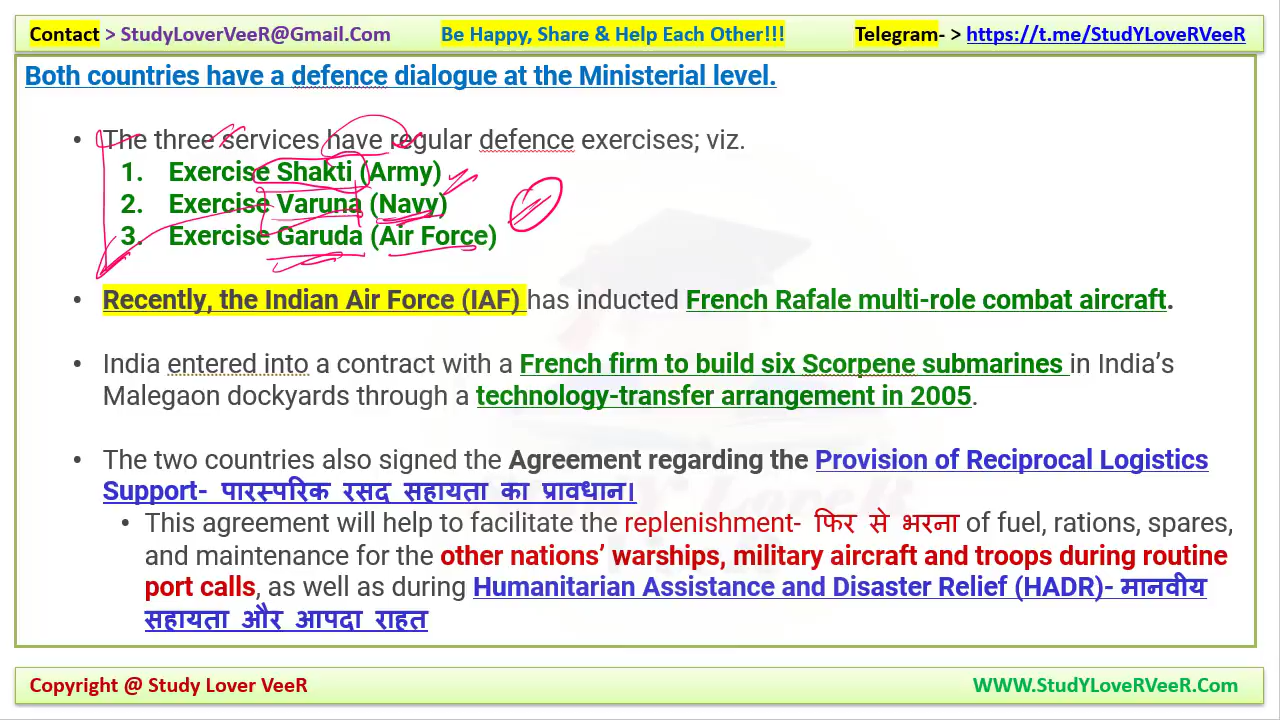 Contact > StudyLoverVeeR@Gmail.Com Be Happy, Share & Help Each Other!!! Telegram- > https://t.me/StudYLoveRVeeR
Both countries have a defence dialogue at the Ministerial level.
• The three services have regular defence exercises; viz.
1. Exercise Shakti (Army)
2. Exercise Varuna (Navy)
3. Exercise Garuda (Air Force)
• Recently, the Indian Air Force (IAF) has inducted French Rafale multi-role combat aircraft.
• India entered into a contract with a French firm to build six Scorpene submarines in India's
Malegaon dockyards through a technology-transfer arrangement in 2005.
• The two countries also signed the Agreement regarding the Provision of Reciprocal Logistics
Support- पारस्परिक रसद सहायता का प्रावधान।
• This agreement will help to facilitate the replenishment- फिर से भरना of fuel, rations, spares,
and maintenance for the other nations' warships, military aircraft and troops during routine
port calls, as well as during Humanitarian Assistance and Disaster Relief (HADR)- मानवीय
सहायता और आपदा राहत
Copyright @ Study Lover VeeR WWW.StudYLoveRVeeR.Com